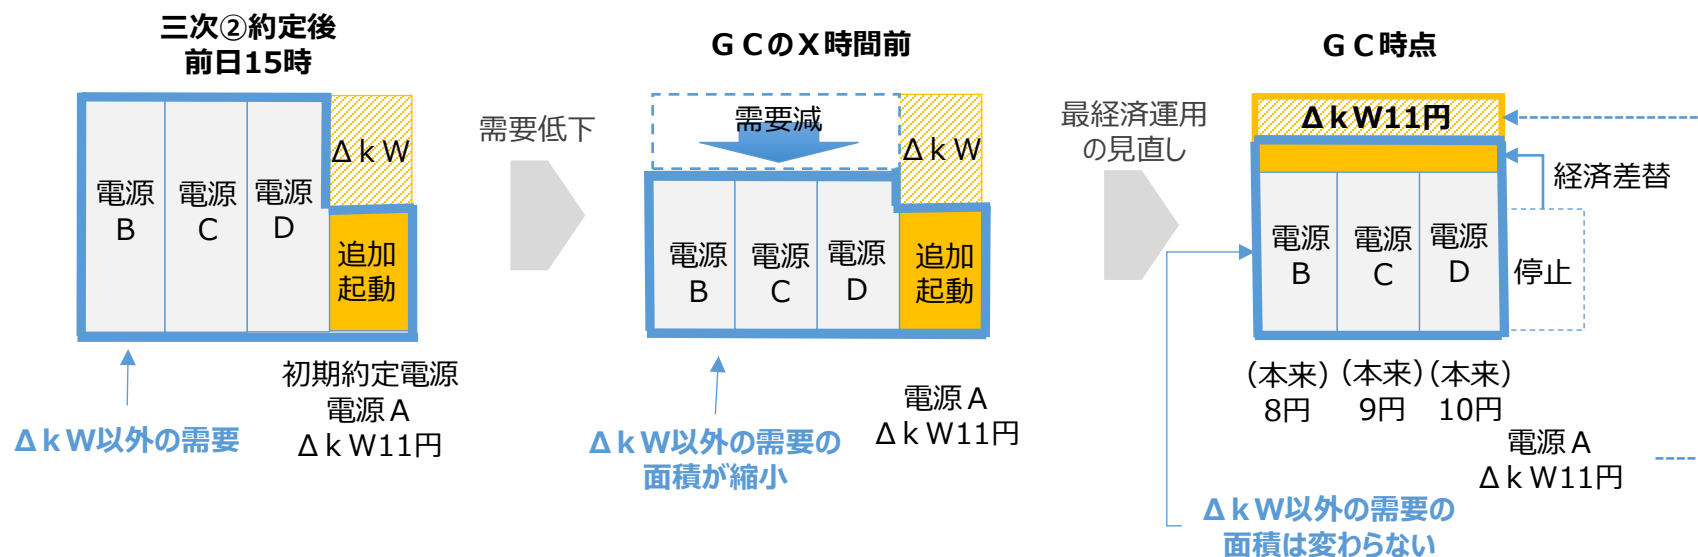 三次②約定後
前日15時
ΔkW
電源
B
電源
C
電源
D
追加
起動
初期約定電源
電源A
ΔkW11円
ΔkW以外の需要
需要低下
GCのX時間前
需要減
ΔkW
電源
B
電源
C
電源
D
追加
起動
電源A
ΔkW11円
ΔkW以外の需要の
面積が縮小
最経済運用
の見直し
GC時点
ΔkW11円
経済差替
電源
B
電源
C
電源
D
停止
(本来)
8円
(本来)
9円
(本来)
10円
電源A
ΔkW11円
ΔkW以外の需要の
面積は変わらない